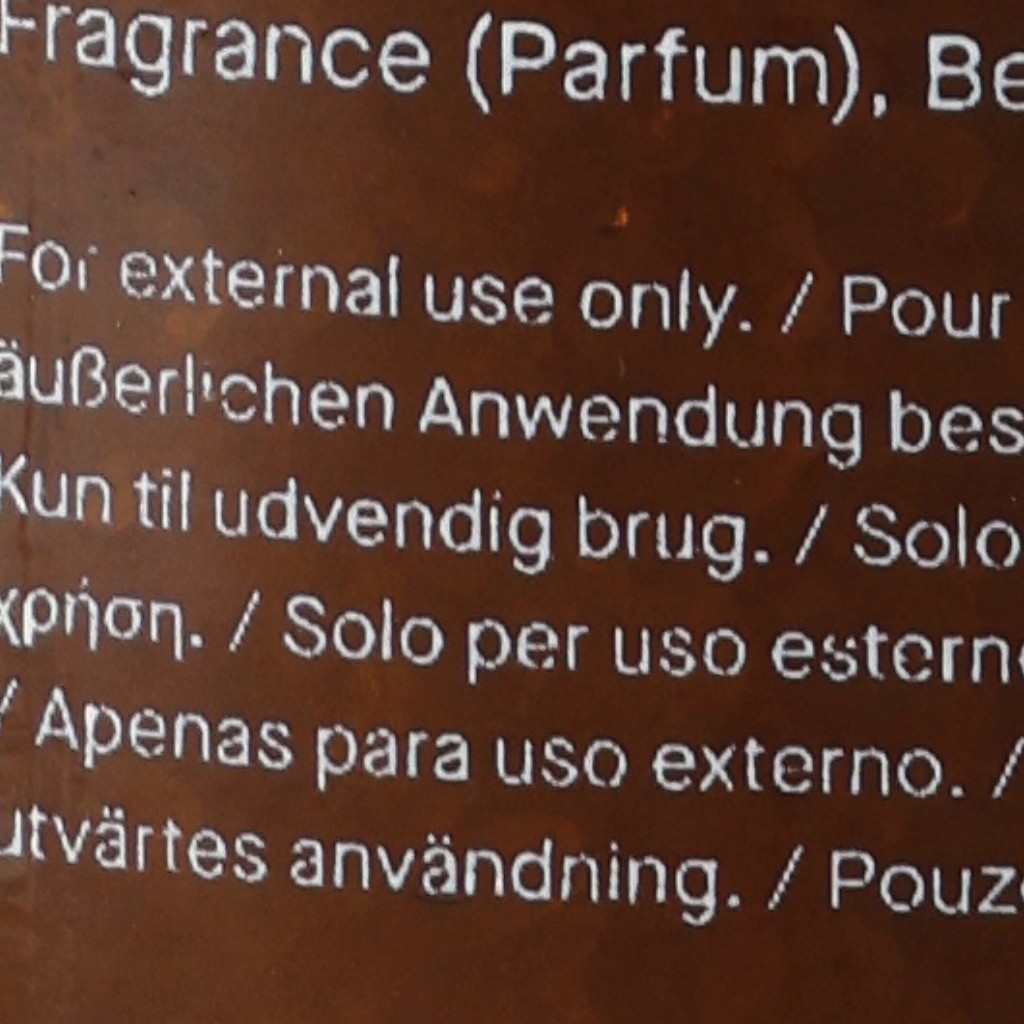 Fragrance (Parfum), Be
For external use only. / Pour
äußerlichen Anwendung bes
Kun til udvendig brug. / Solo
χρήση. / Solo per uso esterno
/ Apenas para uso externo. /
utvärtes användning. / Pouze